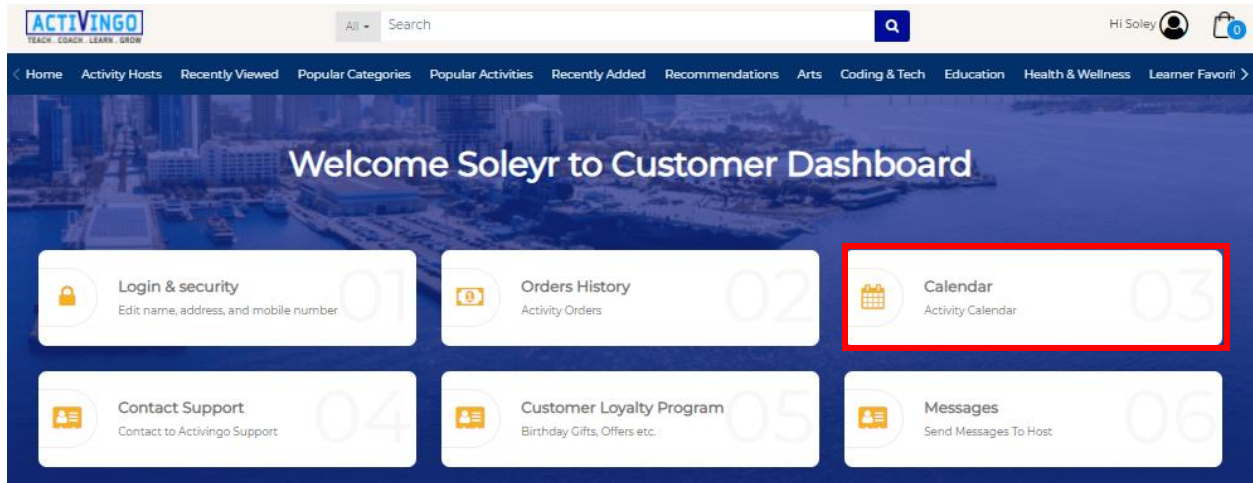 ACTIVINGO
TEACH . COACH . LEARN . GROW
All
Search
Hi Soley
0
Home Activity Hosts Recently Viewed Popular Categories Popular Activities Recently Added Recommendations Arts Coding & Tech Education Health & Wellness Learner Favorit
Welcome Soleyr to Customer Dashboard
01
Login & security
Edit name, address, and mobile number
02
Orders History
Activity Orders
03
Calendar
Activity Calendar
04
Contact Support
Contact to Activingo Support
05
Customer Loyalty Program
Birthday Gifts, Offers etc.
06
Messages
Send Messages To Host